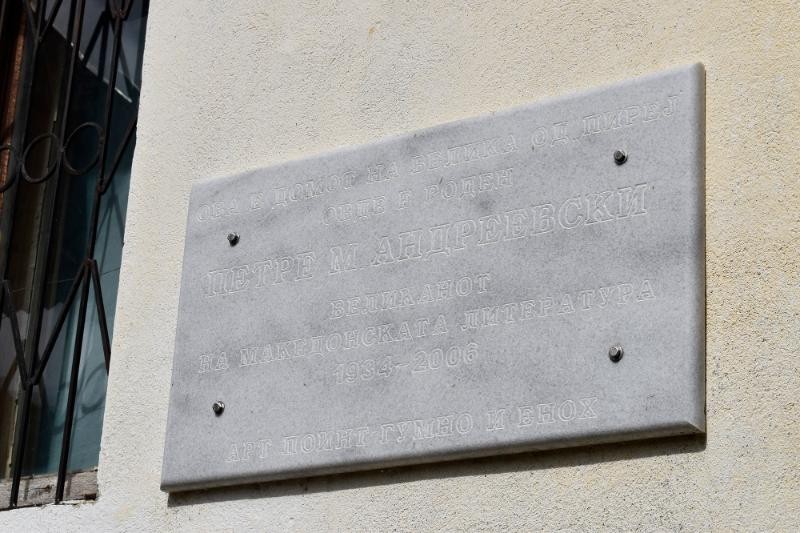 ОВА Е ДОМОТ НА ВЕЛИКА ОД ПИРЕЈ
ОВДЕ Е РОДЕН
ПЕТРЕ М АНДРЕЕВСКИ
ВЕЛИКАНОТ
НА МАКЕДОНСКАТА ЛИТЕРАТУРА
1934-2006
АРТ ПОИНТ-ГУМНО И ЕНОХ